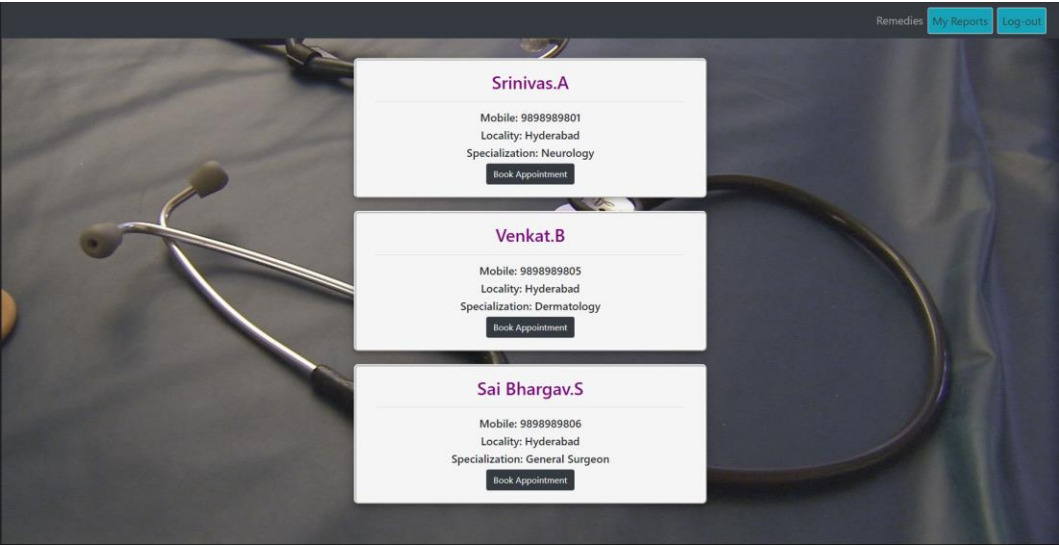 Remedies My Reports Log-out
Srinivas.A
Mobile: 9898989801
Locality: Hyderabad
Specialization: Neurology
Book Appointment
Venkat.B
Mobile: 9898989805
Locality: Hyderabad
Specialization: Dermatology
Book Appointment
Sai Bhargav.S
Mobile: 9898989806
Locality: Hyderabad
Specialization: General Surgeon
Book Appointment